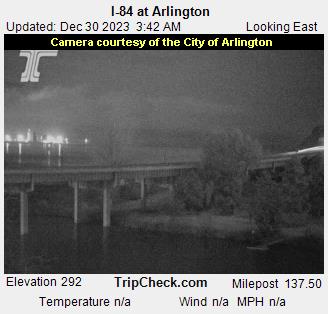 I-84 at Arlington
Updated: Dec 30 2023 3:42 AM Looking East
Camera courtesy of the City of Arlington
Elevation 292 TripCheck.com Milepost 137.50
Temperature n/a Wind n/a MPH n/a